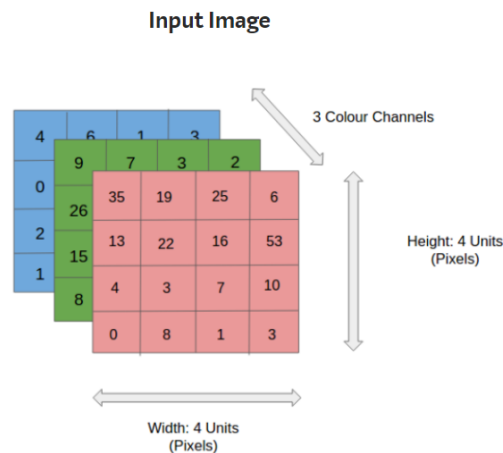 Input Image
3 Colour Channels
4 6 1 3
9 7 3 2
0
35 19 25 6
26
13 22 16 53
2
15
4 3 7 10
1
8
0 8 1 3
Height: 4 Units
(Pixels)
Width: 4 Units
(Pixels)